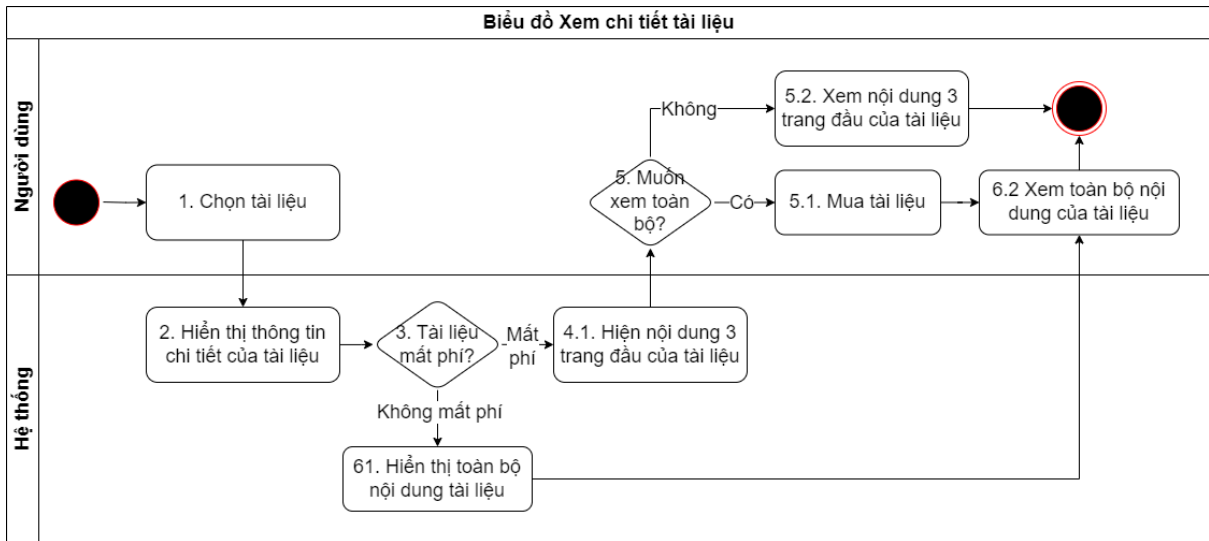 Biểu đồ Xem chi tiết tài liệu
Người dùng
1. Chọn tài liệu
5. Muốn
xem toàn
bộ?
Không
5.2. Xem nội dung 3
trang đầu của tài liệu
Có
5.1. Mua tài liệu
6.2 Xem toàn bộ nội
dung của tài liệu
Hệ thống
2. Hiển thị thông tin
chi tiết của tài liệu
3. Tài liệu
mất phí?
Mất
phí
4.1. Hiện nội dung 3
trang đầu của tài liệu
Không mất phí
61. Hiển thị toàn bộ
nội dung tài liệu